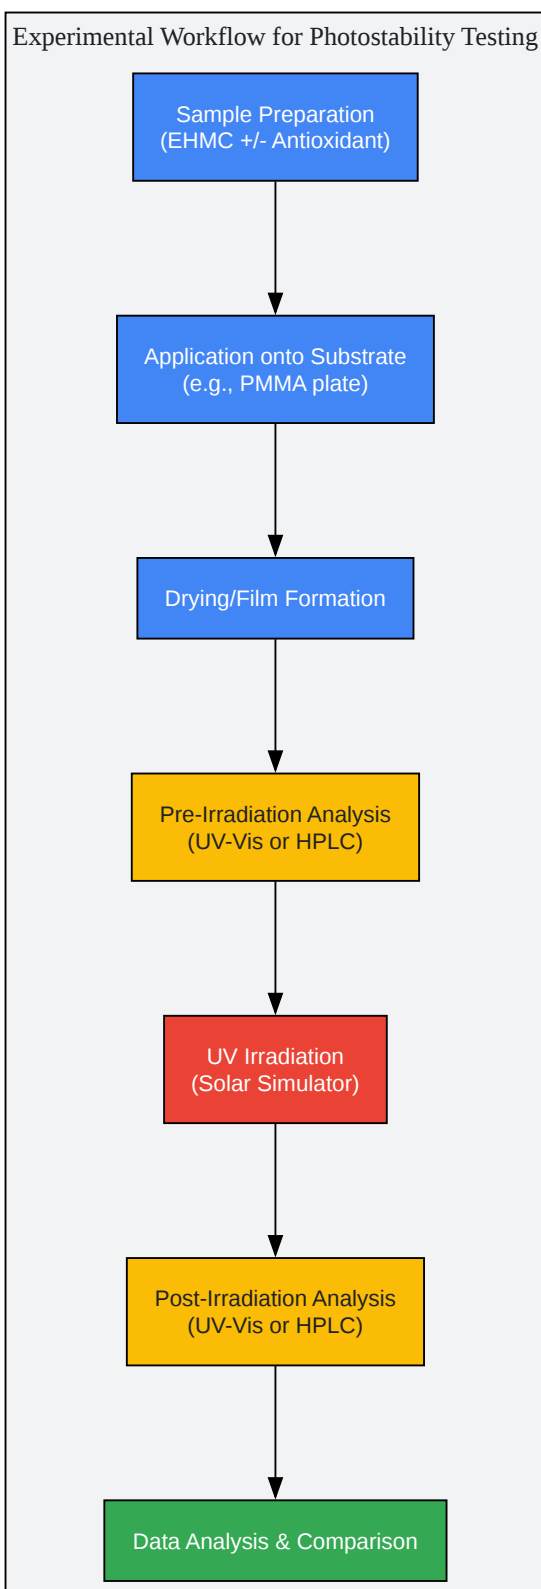 Experimental Workflow for Photostability Testing
Sample Preparation
(EHMC +/- Antioxidant)
Application onto Substrate
(e.g., PMMA plate)
Drying/Film Formation
Pre-Irradiation Analysis
(UV-Vis or HPLC)
UV Irradiation
(Solar Simulator)
Post-Irradiation Analysis
(UV-Vis or HPLC)
Data Analysis & Comparison